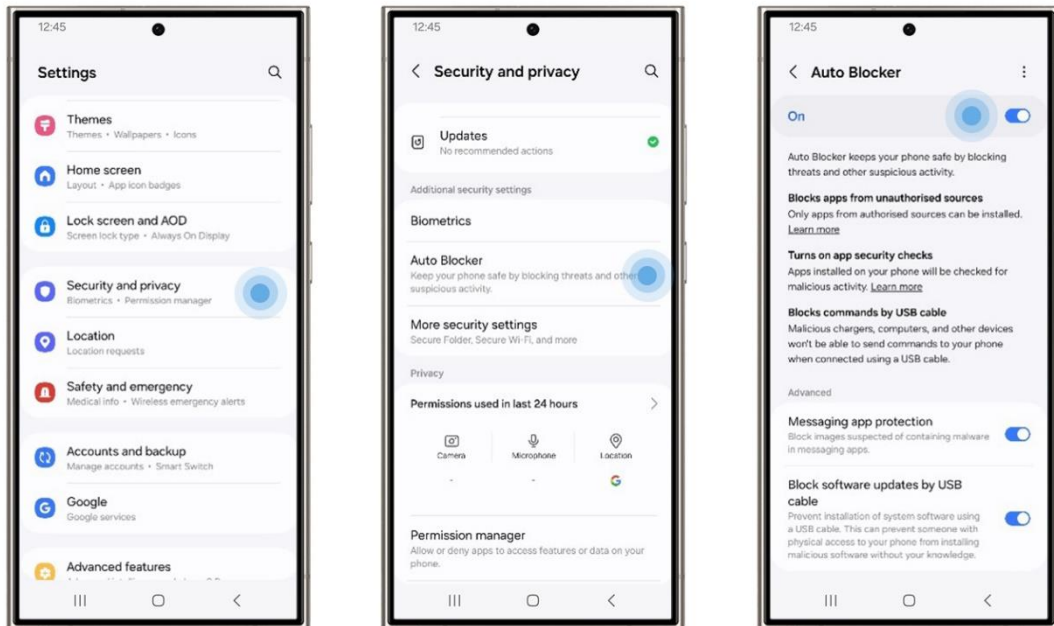 12:45
Settings
Themes
Themes • Wallpapers • Icons
Home screen
Layout • App icon badges
Lock screen and AOD
Screen lock type • Always On Display
Security and privacy
Biometrics • Permission manager
Location
Location requests
Safety and emergency
Medical info • Wireless emergency alerts
Accounts and backup
Manage accounts • Smart Switch
Google
Google services
Advanced features
12:45
Security and privacy
Updates
No recommended actions
Additional security settings
Biometrics
Auto Blocker
Keep your phone safe by blocking threats and other
suspicious activity.
More security settings
Secure Folder, Secure Wi-Fi, and more
Privacy
Permissions used in last 24 hours
Camera Microphone Location
- -
Permission manager
Allow or deny apps to access features or data on your
phone.
12:45
Auto Blocker
On
Auto Blocker keeps your phone safe by blocking
threats and other suspicious activity.
Blocks apps from unauthorised sources
Only apps from authorised sources can be installed.
Learn more
Turns on app security checks
Apps installed on your phone will be checked for
malicious activity. Learn more
Blocks commands by USB cable
Malicious chargers, computers, and other devices
won't be able to send commands to your phone
when connected using a USB cable.
Advanced
Messaging app protection
Block images suspected of containing malware
in messaging apps.
Block software updates by USB
cable
Prevent installation of system software using
a USB cable. This can prevent someone with
physical access to your phone from installing
malicious software without your knowledge.